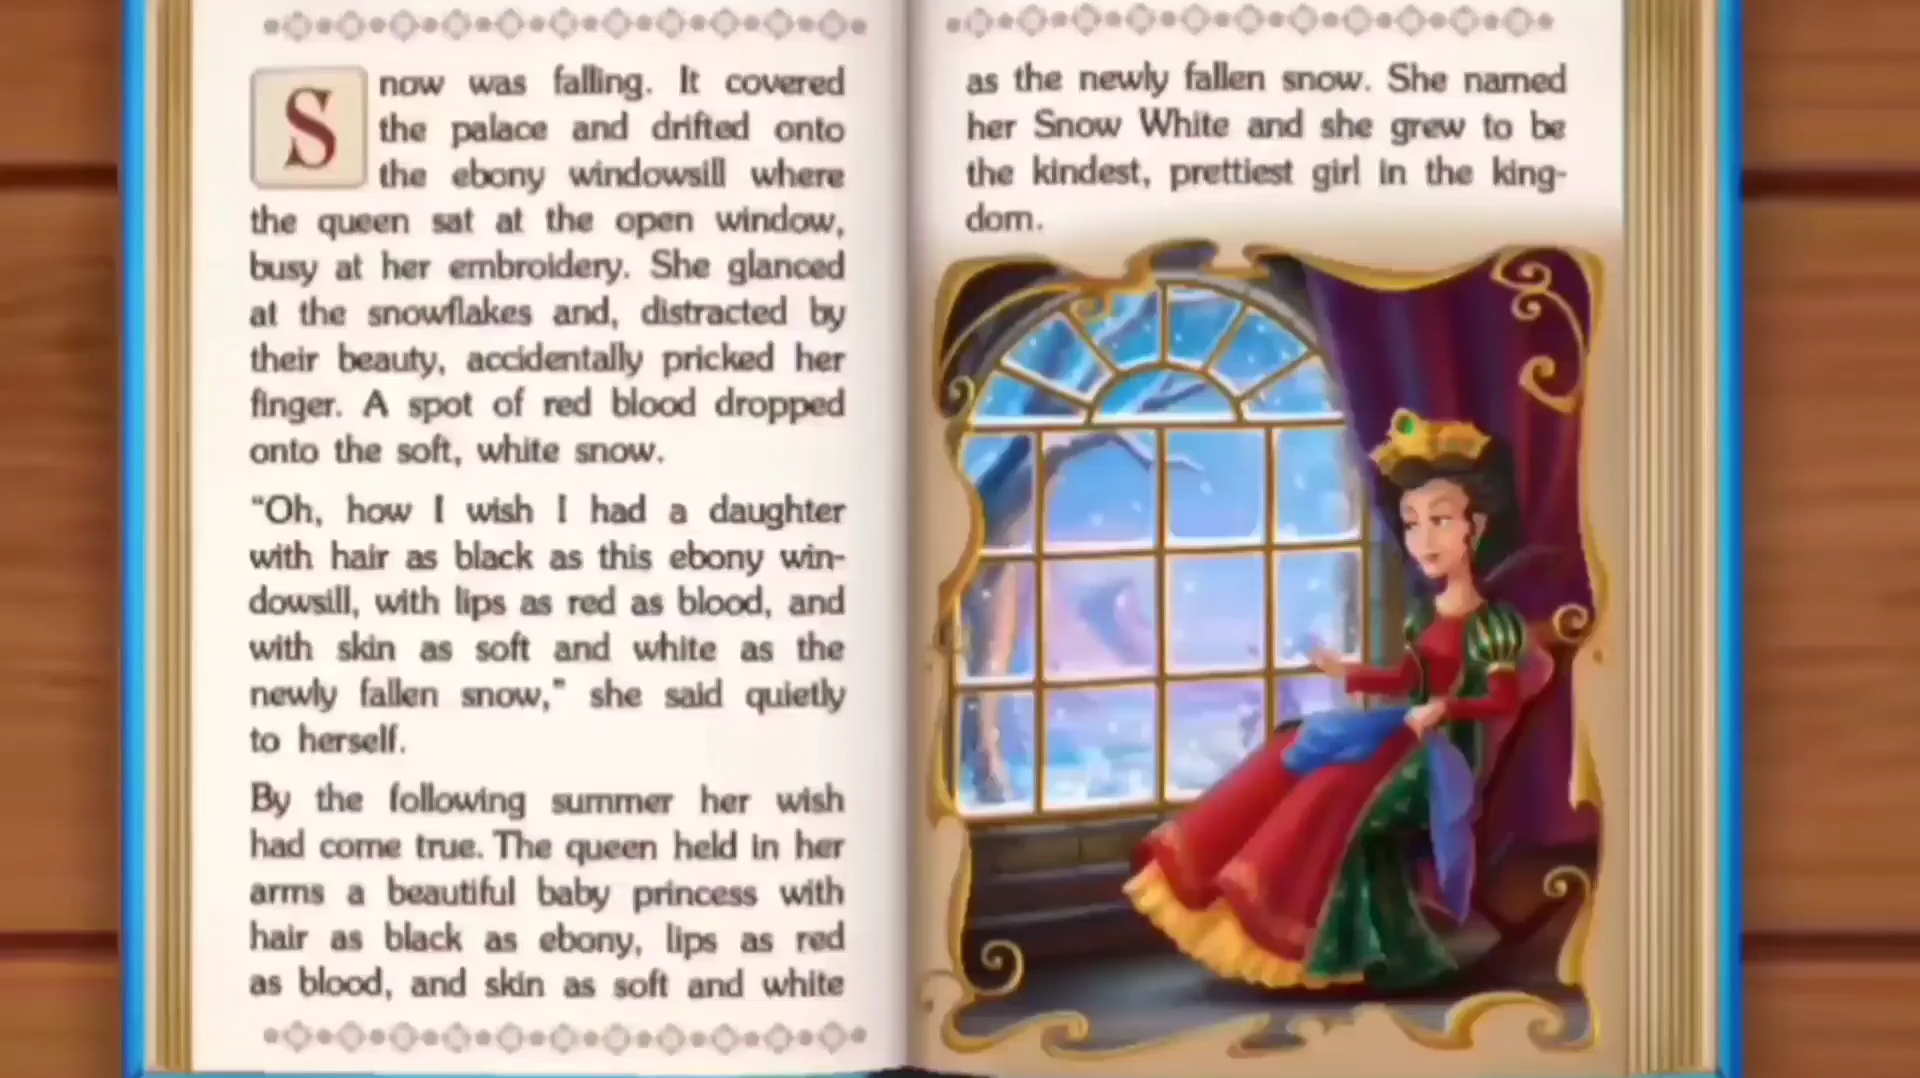 Snow was falling. It covered
the palace and drifted onto
the ebony windowsill where
the queen sat at the open window,
busy at her embroidery. She glanced
at the snowflakes and, distracted by
their beauty, accidentally pricked her
finger. A spot of red blood dropped
onto the soft, white snow.
“Oh, how I wish I had a daughter
with hair as black as this ebony win-
dowsill, with lips as red as blood, and
with skin as soft and white as the
newly fallen snow,” she said quietly
to herself.
By the following summer her wish
had come true. The queen held in her
arms a beautiful baby princess with
hair as black as ebony, lips as red
as blood, and skin as soft and white
as the newly fallen snow. She named
her Snow White and she grew to be
the kindest, prettiest girl in the king-
dom.